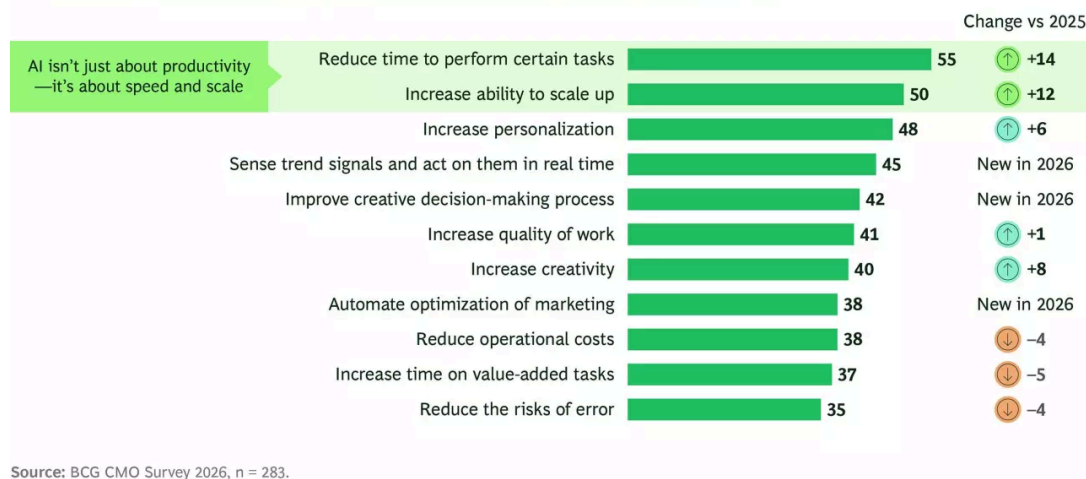 Change vs 2025
AI isn't just about productivity
—it's about speed and scale
Reduce time to perform certain tasks 55 +14
Increase ability to scale up 50 +12
Increase personalization 48 +6
Sense trend signals and act on them in real time 45 New in 2026
Improve creative decision-making process 42 New in 2026
Increase quality of work 41 +1
Increase creativity 40 +8
Automate optimization of marketing 38 New in 2026
Reduce operational costs 38 –4
Increase time on value-added tasks 37 –5
Reduce the risks of error 35 –4
Source: BCG CMO Survey 2026, n = 283.